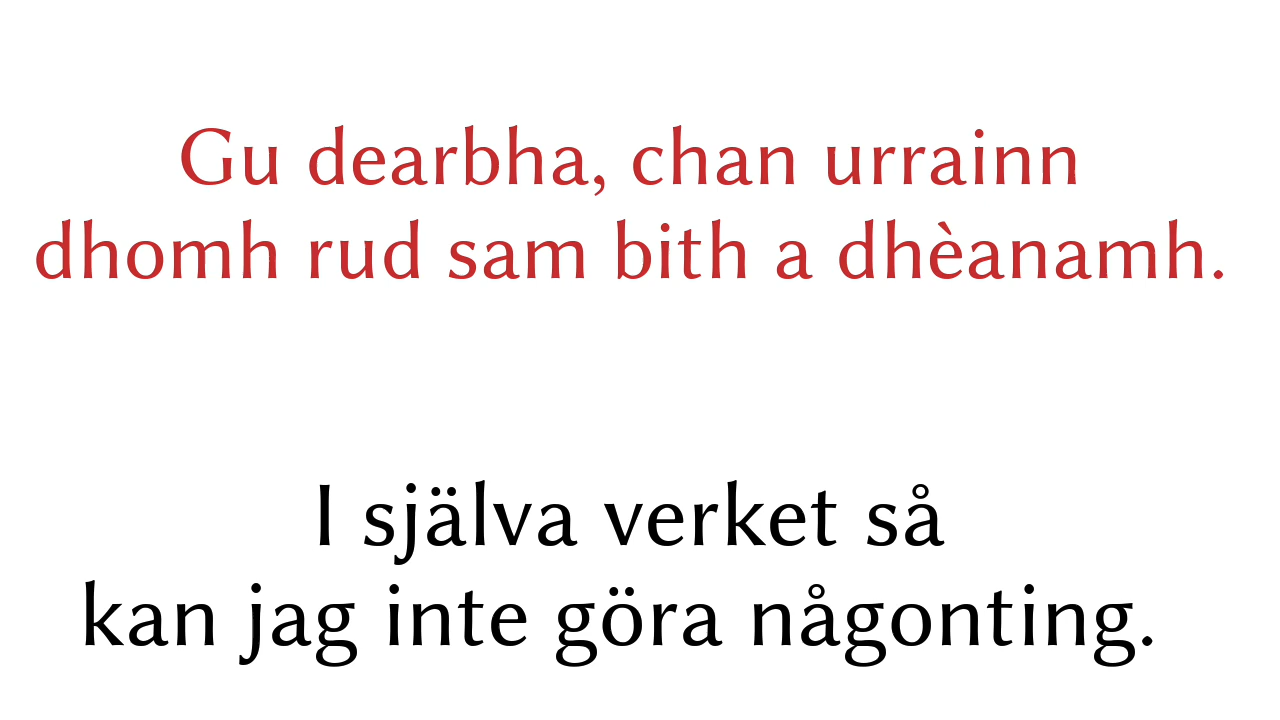 Gu dearbha, chan urrainn
dhomh rud sam bith a dhèanamh.
I själva verket så
kan jag inte göra någonting.